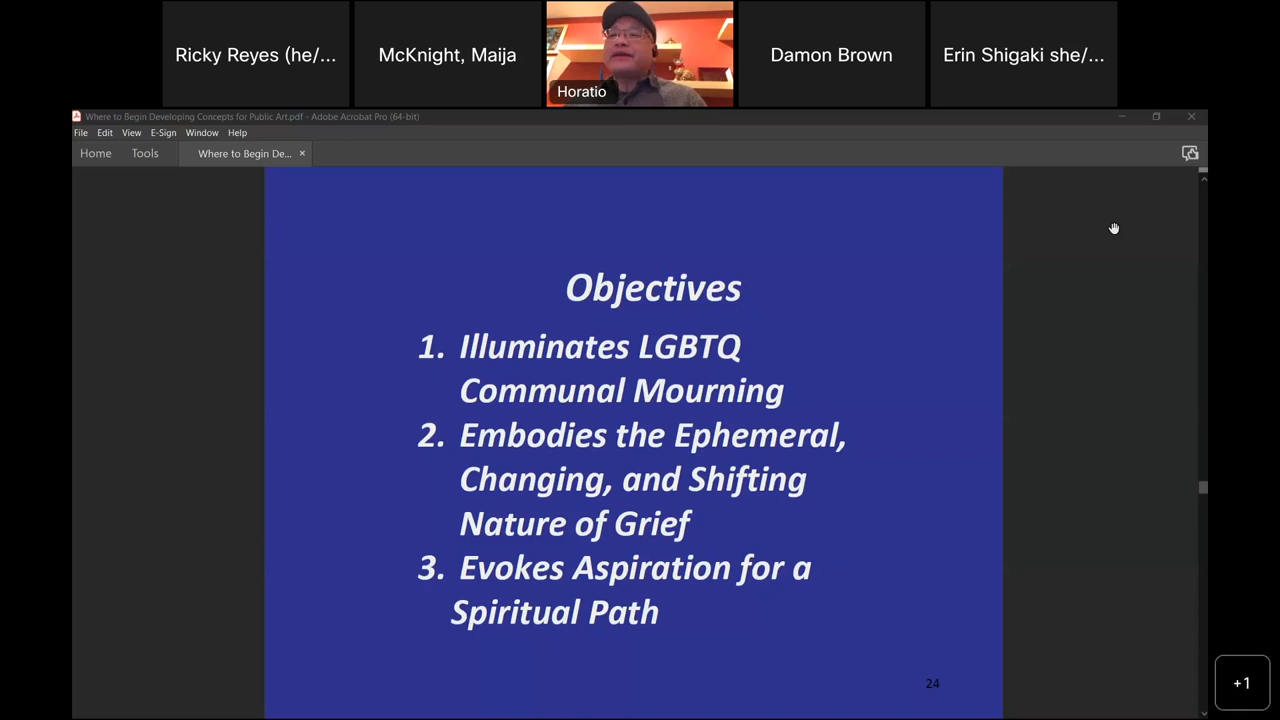 Ricky Reyes (he/...
McKnight, Maija
Horatio
Damon Brown
Erin Shigaki she/...
Where to Begin Developing Concepts for Public Art.pdf - Adobe Acrobat Pro (64-bit)
File Edit View E-Sign Window Help
Home Tools Where to Begin De... ×
Objectives
1. Illuminates LGBTQ
Communal Mourning
2. Embodies the Ephemeral,
Changing, and Shifting
Nature of Grief
3. Evokes Aspiration for a
Spiritual Path
24
+1